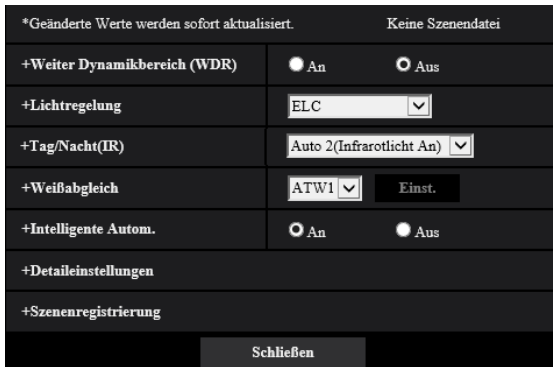 *Geänderte Werte werden sofort aktualisiert. Keine Szenendatei
+Weiter Dynamikbereich (WDR) An Aus
+Lichtregelung ELC
+Tag/Nacht(IR) Auto 2(Infrarotlicht An)
+Weißabgleich ATW1 Einst.
+Intelligente Autom. An Aus
+Detaileinstellungen
+Szenenregistrierung
Schließen